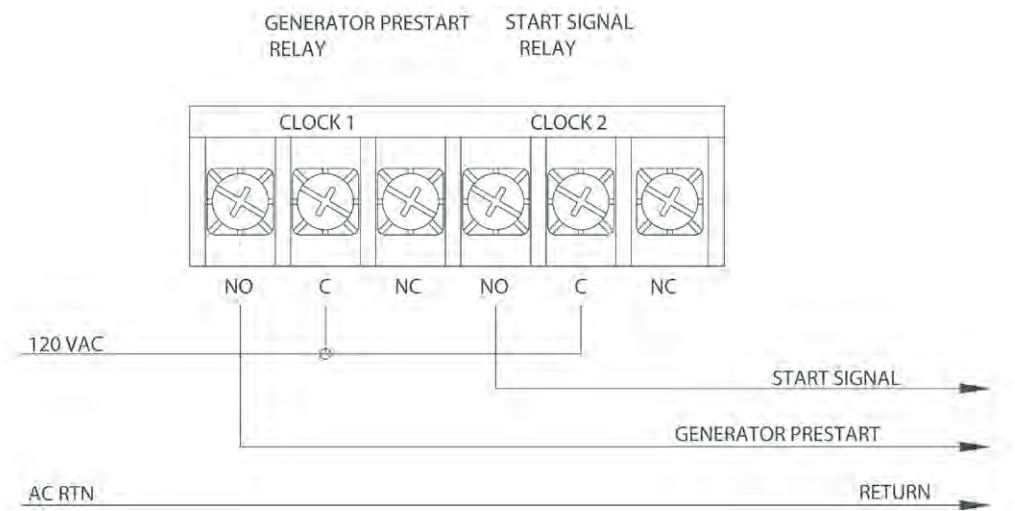 GENERATOR PRESTART RELAY
START SIGNAL RELAY
CLOCK 1 CLOCK 2
NO C NC NO C NC
120 VAC
START SIGNAL
GENERATOR PRESTART
AC RTN RETURN